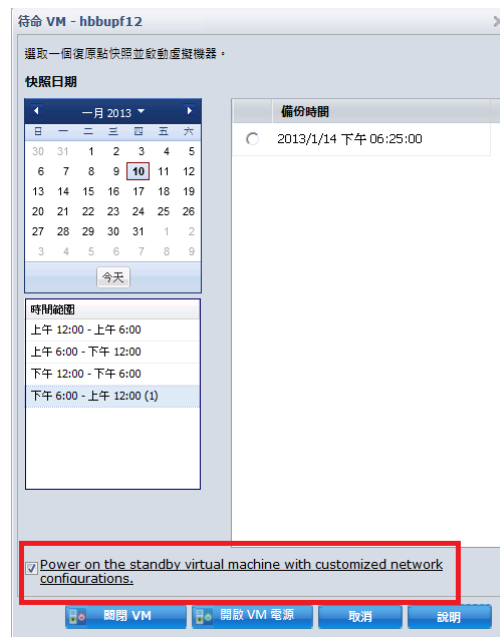 待命 VM - hbbupf12
選取一個復原點快照並啟動虛擬機器。
快照日期
一月 2013
日 一 二 三 四 五 六
30 31 1 2 3 4 5
6 7 8 9 10 11 12
13 14 15 16 17 18 19
20 21 22 23 24 25 26
27 28 29 30 31 1 2
3 4 5 6 7 8 9
今天
時間範圍
上午 12:00 - 上午 6:00
上午 6:00 - 下午 12:00
下午 12:00 - 下午 6:00
下午 6:00 - 上午 12:00 (1)
備份時間
2013/1/14 下午 06:25:00
Power on the standby virtual machine with customized network
configurations.
關閉 VM
開啟 VM 電源
取消
說明